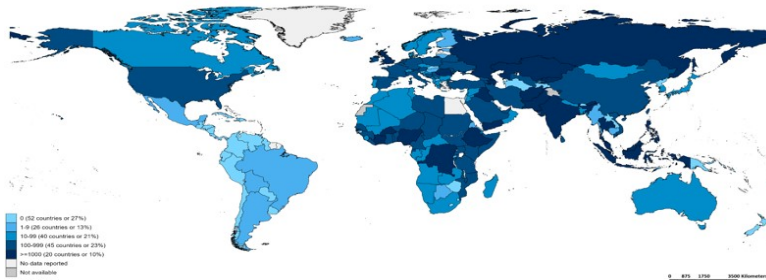 0 (52 countries or 27%)
1-9 (26 countries or 13%)
10-99 (40 countries or 21%)
100-999 (45 countries or 23%)
>=1000 (20 countries or 10%)
No data reported
Not available
0 875 1750 3500 Kilometers